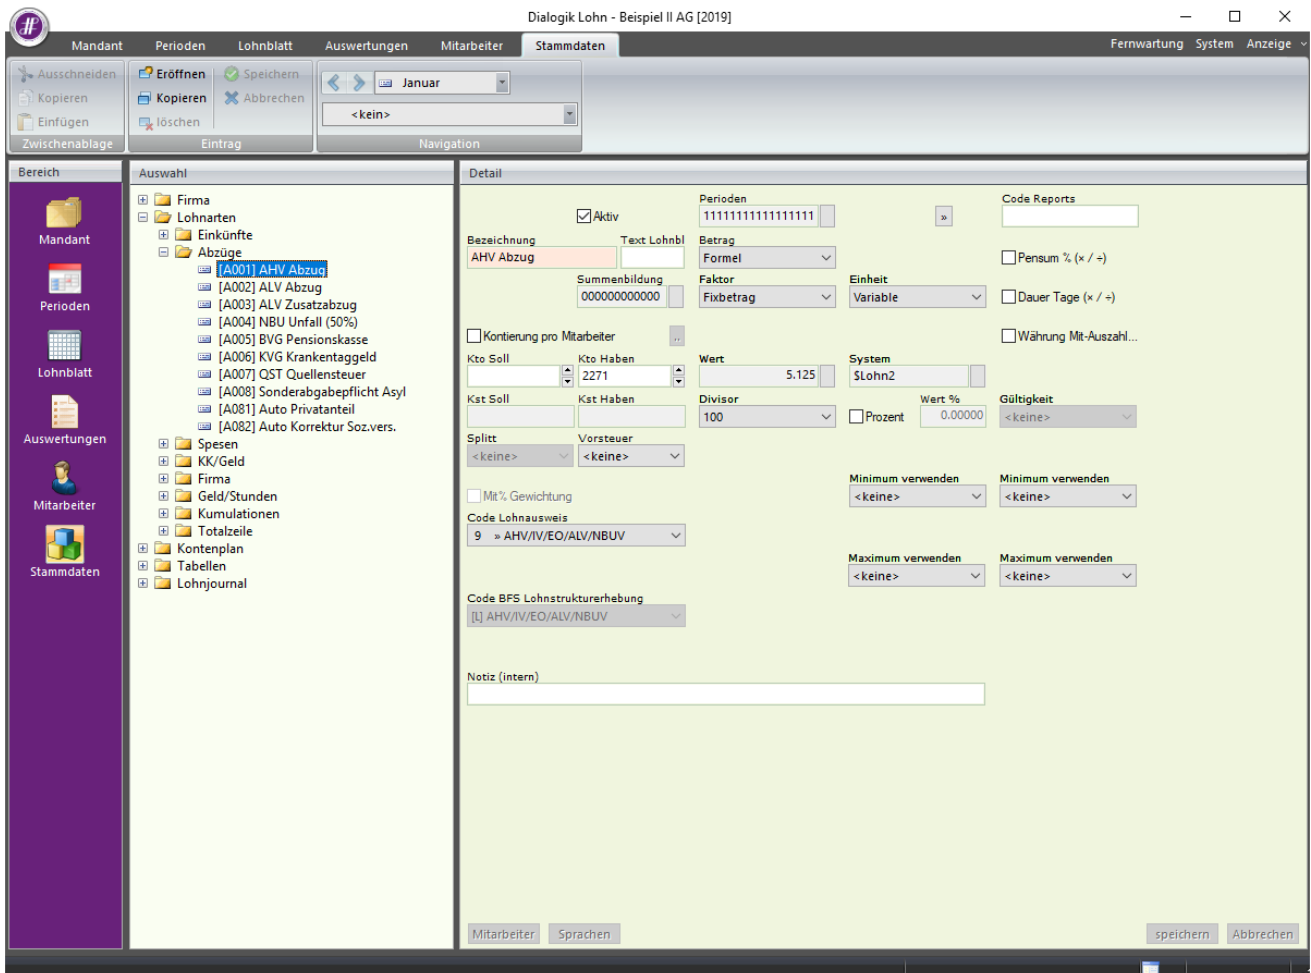 Dialogik Lohn - Beispiel II AG [2019]
Mandant Perioden Lohnblatt Auswertungen Mitarbeiter Stammdaten Fernwartung System Anzeige
Ausschneiden
Kopieren
Einfügen
Zwischenablage
Eröffnen Speichern
Kopieren Abbrechen
löschen
Eintrag
Januar
<kein>
Navigation
Bereich
Mandant
Perioden
Lohnblatt
Auswertungen
Mitarbeiter
Stammdaten
Auswahl
Firma
Lohnarten
Einkünfte
Abzüge
[A001] AHV Abzug
[A002] ALV Abzug
[A003] ALV Zusatzabzug
[A004] NBU Unfall (50%)
[A005] BVG Pensionskasse
[A006] KVG Krankentaggeld
[A007] QST Quellensteuer
[A008] Sonderabgabepflicht Asyl
[A081] Auto Privatanteil
[A082] Auto Korrektur Soz.vers.
Spesen
KK/Geld
Firma
Geld/Stunden
Kumulationen
Totalzeile
Kontenplan
Tabellen
Lohnjournal
Detail
Perioden Code Reports
Aktiv 11111111111111111 »
Bezeichnung Text Lohnbl Betrag
AHV Abzug Formel Pensum % (× / ÷)
Summenbildung Faktor Einheit
000000000000 Fixbetrag Variable Dauer Tage (× / ÷)
Kontierung pro Mitarbeiter .. Währung Mit-Auszahl...
Kto Soll Kto Haben Wert System
2271 5.125 $Lohn2
Kst Soll Kst Haben Divisor Wert % Gültigkeit
100 Prozent 0.00000 <keine>
Splitt Vorsteuer
<keine> <keine>
Minimum verwenden Minimum verwenden
Mit% Gewichtung <keine> <keine>
Code Lohnausweis
9 » AHV/IV/EO/ALV/NBUV
Maximum verwenden Maximum verwenden
<keine> <keine>
Code BFS Lohnstrukturerhebung
[L] AHV/IV/EO/ALV/NBUV
Notiz (intern)
Mitarbeiter Sprachen speichern Abbrechen